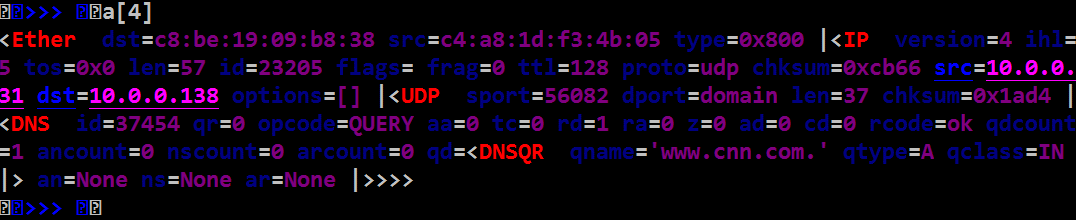 >>> a[4]
<Ether  dst=c8:be:19:09:b8:38 src=c4:a8:1d:f3:4b:05 type=0x800 |<IP  version=4 ihl=
5 tos=0x0 len=57 id=23205 flags= frag=0 ttl=128 proto=udp chksum=0xcb66 src=10.0.0.
31 dst=10.0.0.138 options=[] |<UDP  sport=56082 dport=domain len=37 chksum=0x1ad4 |
<DNS  id=37454 qr=0 opcode=QUERY aa=0 tc=0 rd=1 ra=0 z=0 ad=0 cd=0 rcode=ok qdcount
=1 ancount=0 nscount=0 arcount=0 qd=<DNSQR  qname='www.cnn.com.' qtype=A qclass=IN
|> an=None ns=None ar=None |>>>>
>>>